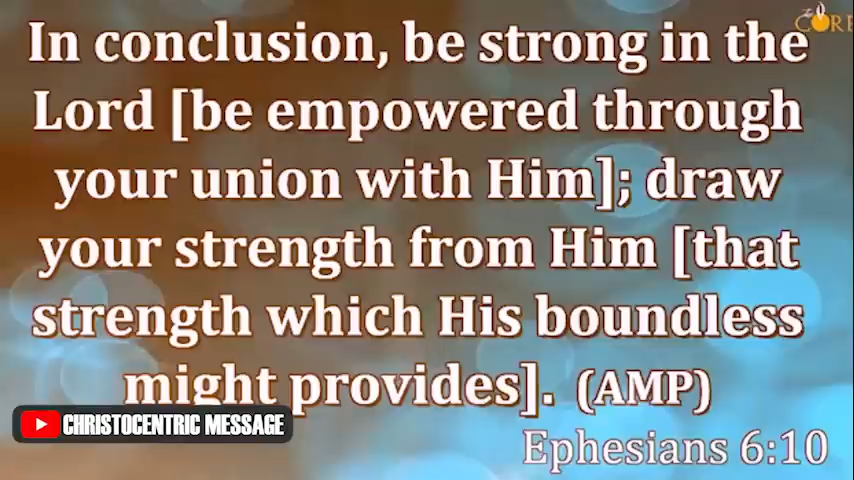 CORE
In conclusion, be strong in the
Lord [be empowered through
your union with Him]; draw
your strength from Him [that
strength which His boundless
might provides]. (AMP)
CHRISTOCENTRIC MESSAGE
Ephesians 6:10